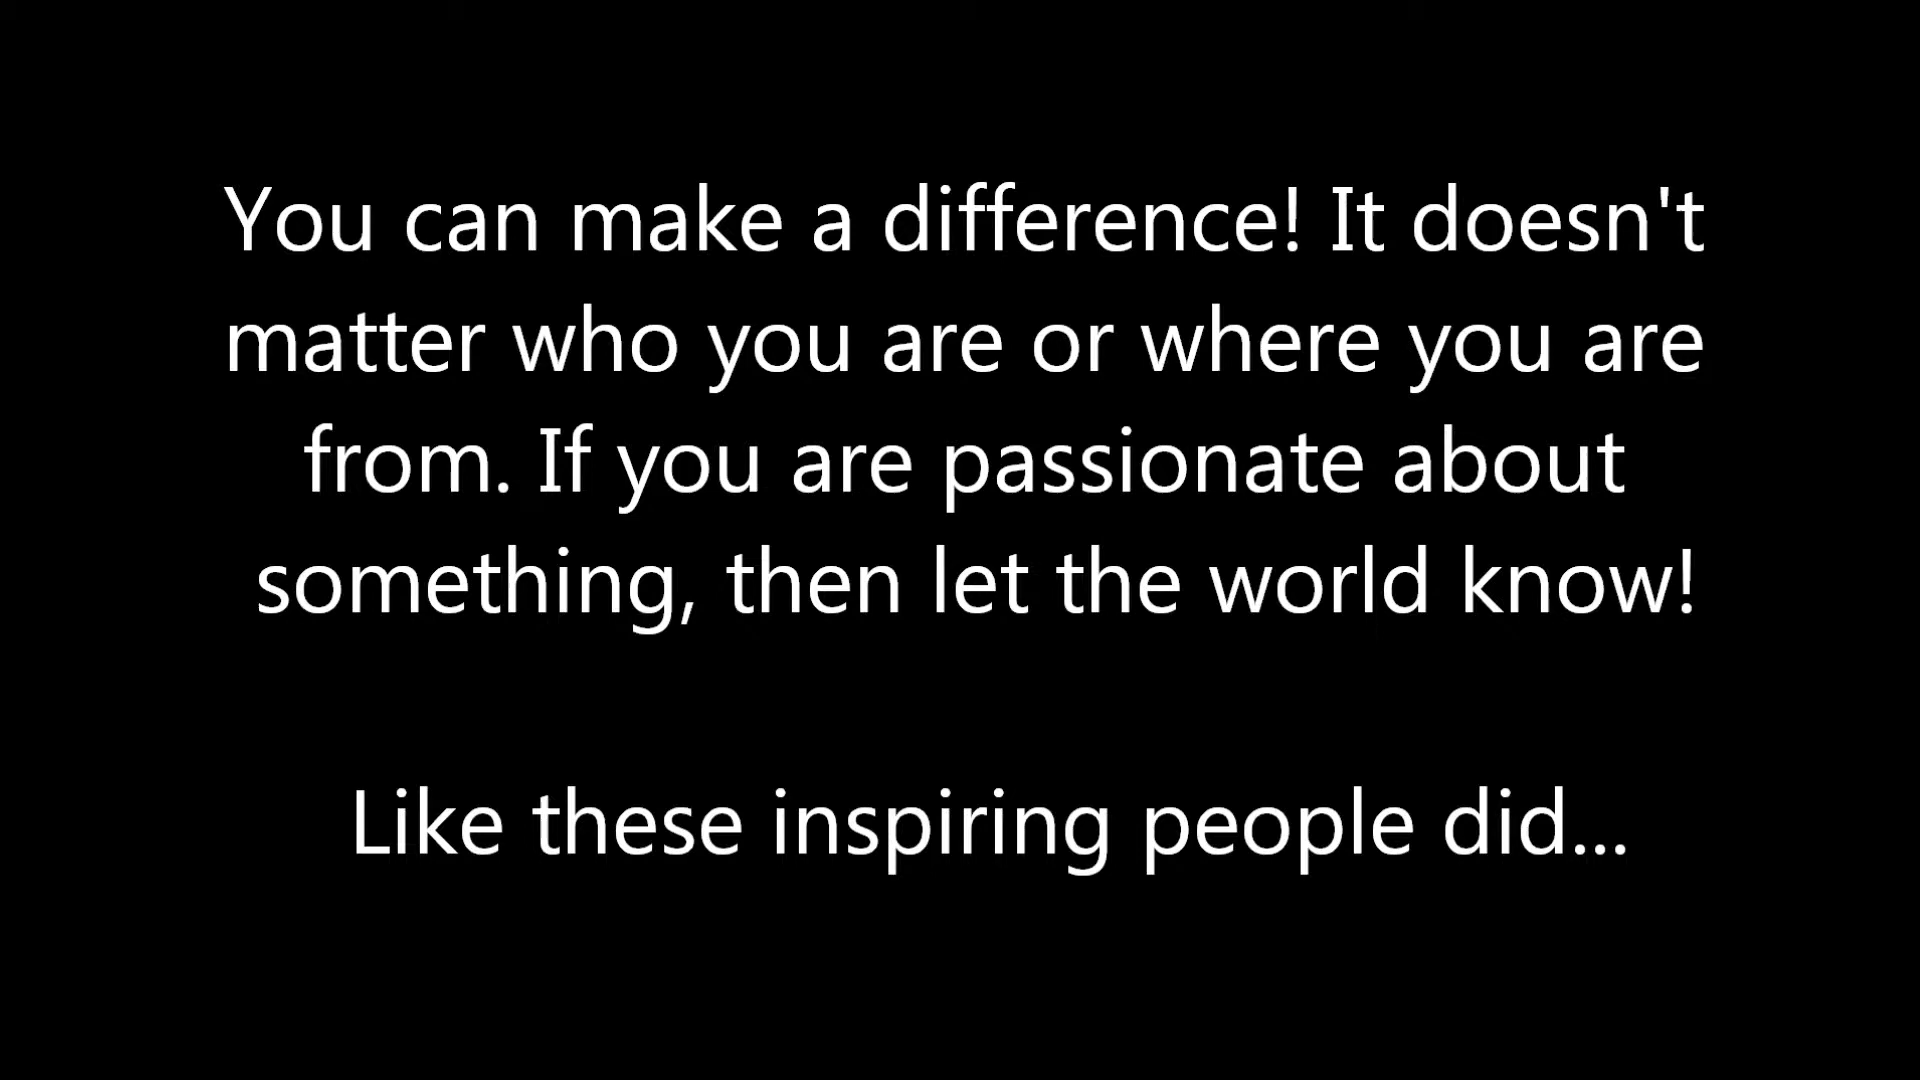 You can make a difference! It doesn't
matter who you are or where you are
from. If you are passionate about
something, then let the world know!
Like these inspiring people did...